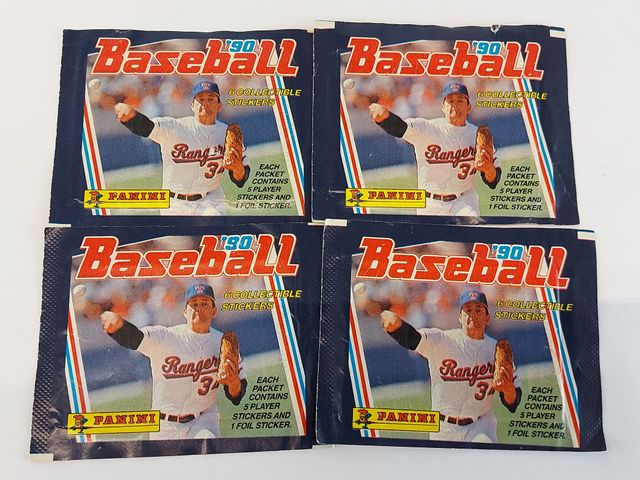 '90
Baseball
6 COLLECTIBLE
STICKERS
Rangers
34
EACH
PACKET
CONTAINS
5 PLAYER
STICKERS AND
1 FOIL STICKER.
PANINI
'90
Baseball
6 COLLECTIBLE
STICKERS
Rangers
3
EACH
PACKET
CONTAINS
5 PLAYER
STICKERS AND
1 FOIL STICKER.
PANINI
'90
Baseball
6 COLLECTIBLE
STICKERS
Rangers
34
EACH
PACKET
CONTAINS
5 PLAYER
STICKERS AND
1 FOIL STICKER.
PANINI
'90
Baseball
6 COLLECTIBLE
STICKERS
Rangers
3
EACH
PACKET
CONTAINS
5 PLAYER
STICKERS AND
1 FOIL STICKER.
PANINI